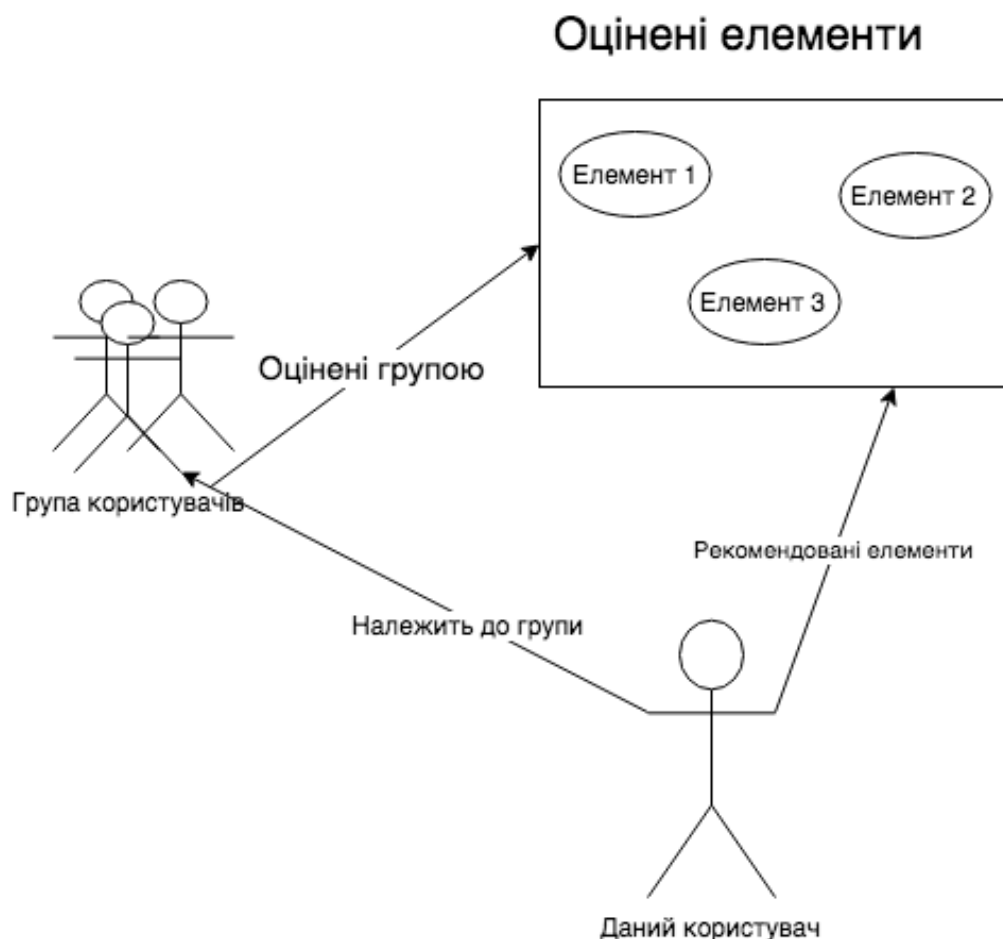 Оцінені елементи
Елемент 1
Елемент 2
Елемент 3
Оцінені групою
Група користувачів
Рекомендовані елементи
Належить до групи
Даний користувач